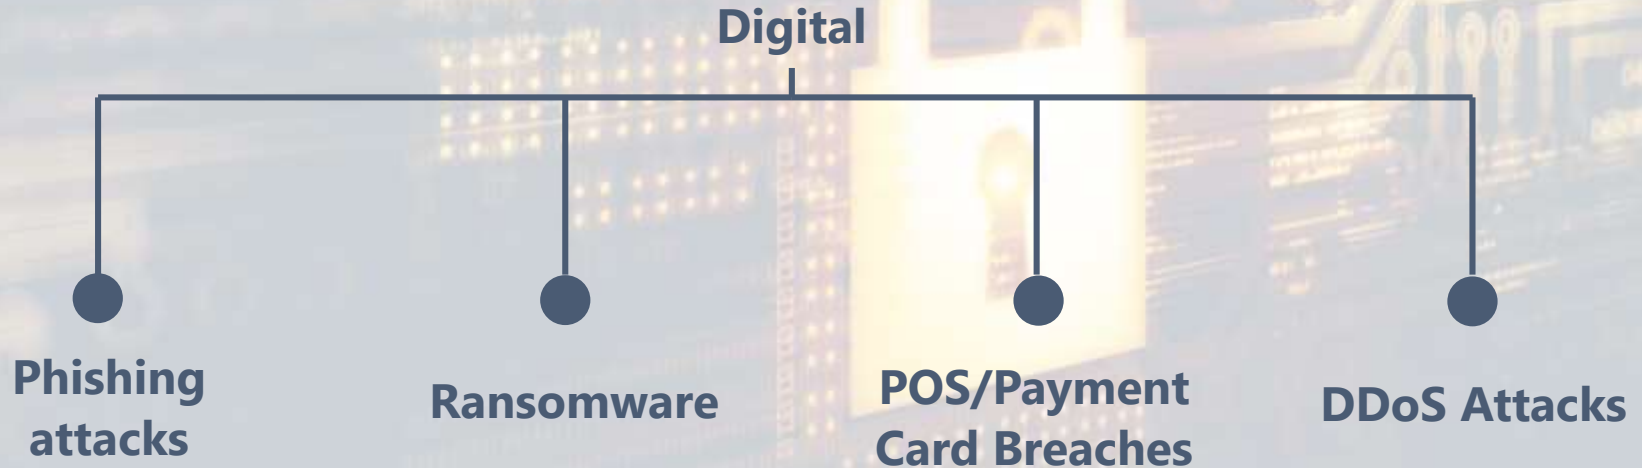 Digital
Phishing
attacks
Ransomware
POS/Payment
Card Breaches
DDoS Attacks